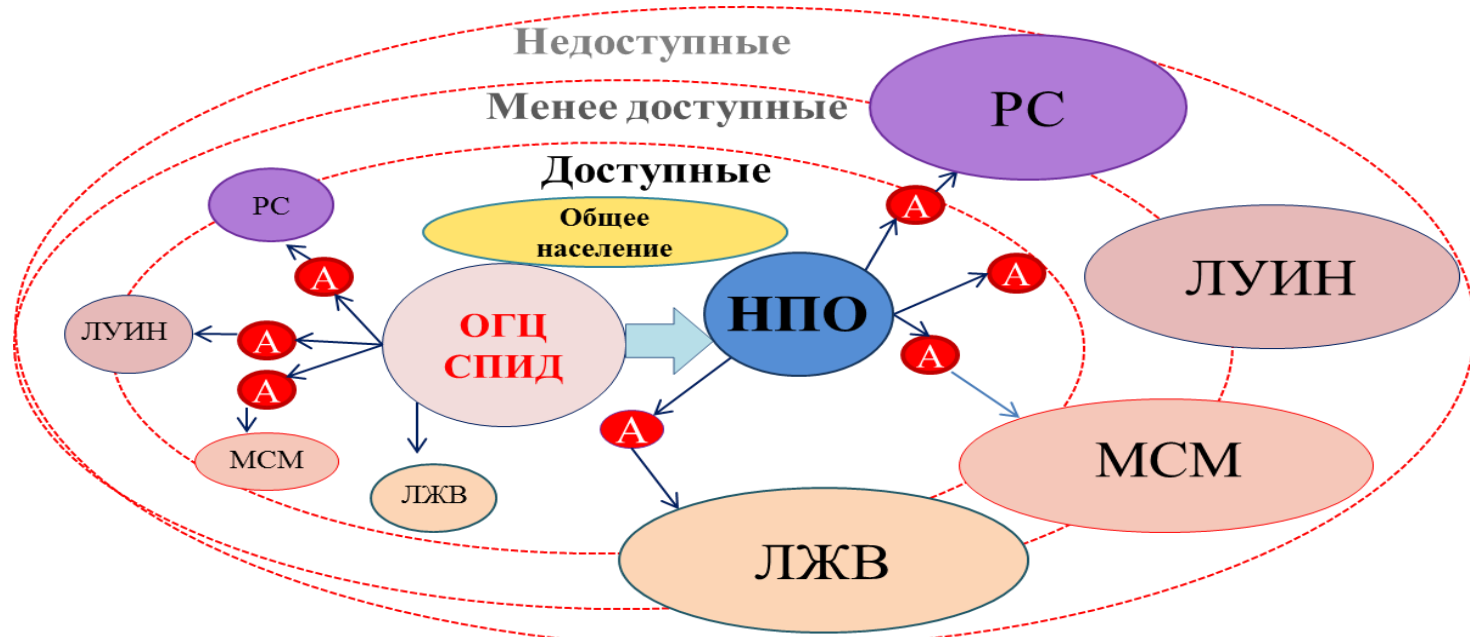 Недоступные
Менее доступные
Доступные
Общее
население
РС
РС
А
А
А
ЛУИН
ЛУИН
А
ОГЦ
СПИД
НПО
А
А
МСМ
МСМ
А
ЛЖВ
ЛЖВ